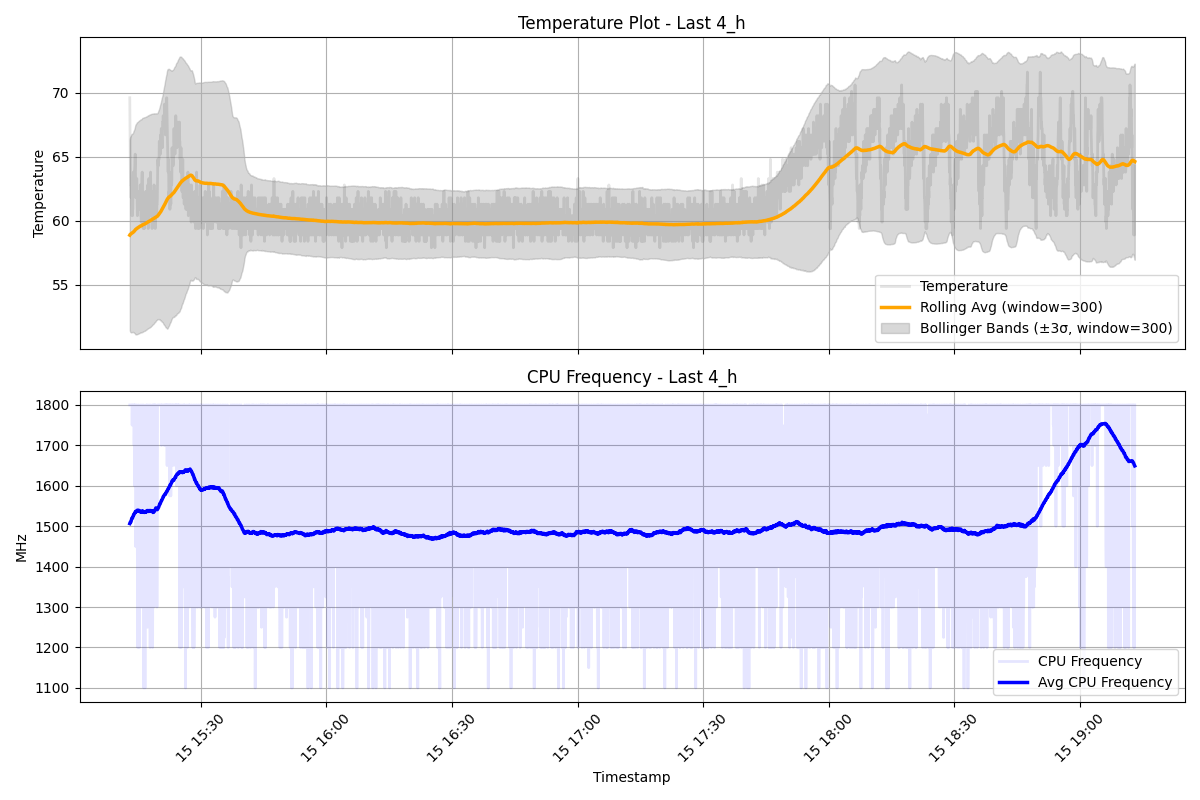 Temperature Plot - Last 4_h
Temperature
70
65
60
55
Temperature
Rolling Avg (window=300)
Bollinger Bands (±3σ, window=300)
CPU Frequency - Last 4_h
MHz
1800
1700
1600
1500
1400
1300
1200
1100
CPU Frequency
Avg CPU Frequency
15 15:30
15 16:00
15 16:30
15 17:00
15 17:30
15 18:00
15 18:30
15 19:00
Timestamp